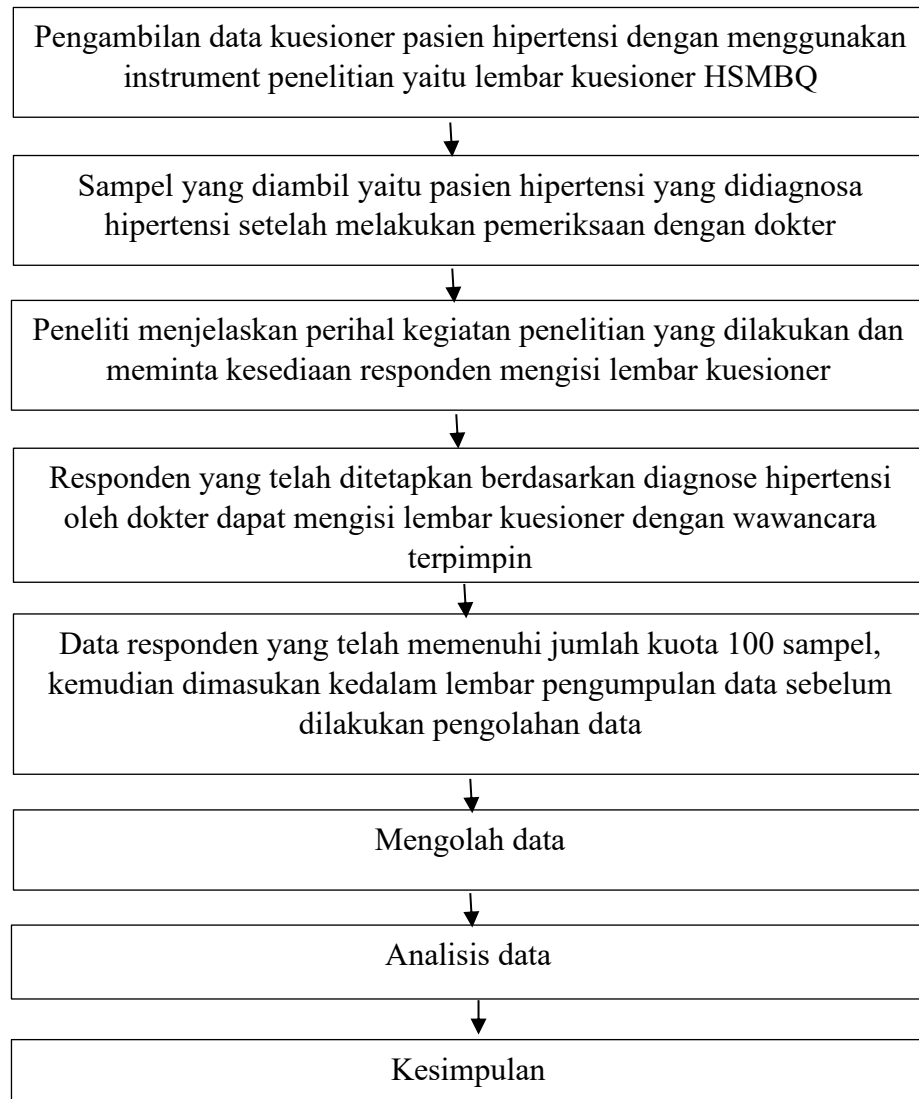 Pengambilan data kuesioner pasien hipertensi dengan menggunakan
instrument penelitian yaitu lembar kuesioner HSMBQ
Sampel yang diambil yaitu pasien hipertensi yang didiagnosa
hipertensi setelah melakukan pemeriksaan dengan dokter
Peneliti menjelaskan perihal kegiatan penelitian yang dilakukan dan
meminta kesediaan responden mengisi lembar kuesioner
Responden yang telah ditetapkan berdasarkan diagnose hipertensi
oleh dokter dapat mengisi lembar kuesioner dengan wawancara
terpimpin
Data responden yang telah memenuhi jumlah kuota 100 sampel,
kemudian dimasukan kedalam lembar pengumpulan data sebelum
dilakukan pengolahan data
Mengolah data
Analisis data
Kesimpulan